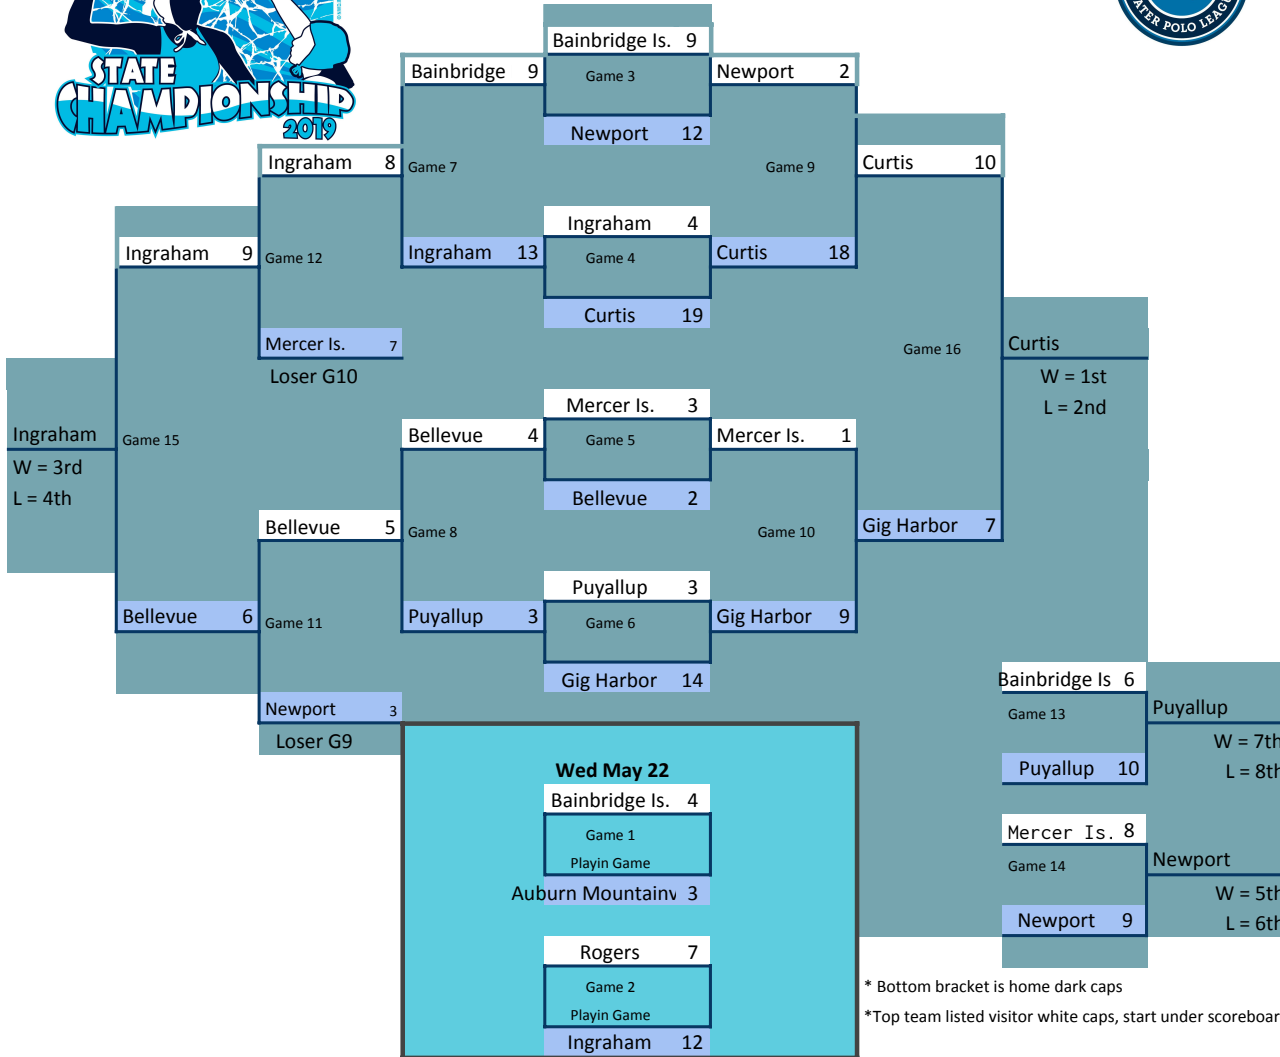 STATE
CHAMPIONSHIP
2019
WATER POLO LEAGUE
Bainbridge Is. 9
Game 3
Newport 12
Bainbridge 9
Game 7
Ingraham 13
Newport 2
Game 9
Curtis 18
Ingraham 8
Game 12
Mercer Is. 7
Loser G10
Ingraham 4
Game 4
Curtis 19
Curtis 10
Game 16
Gig Harbor 7
Ingraham 9
Game 15
Bellevue 6
Curtis
W = 1st
L = 2nd
Ingraham
W = 3rd
L = 4th
Mercer Is. 3
Game 5
Bellevue 2
Bellevue 4
Game 8
Puyallup 3
Mercer Is. 1
Game 10
Gig Harbor 9
Bellevue 5
Game 11
Newport 3
Loser G9
Puyallup 3
Game 6
Gig Harbor 14
Bainbridge Is 6
Game 13
Puyallup 10
Puyallup
W = 7th
L = 8th
Mercer Is. 8
Game 14
Newport 9
Newport
W = 5th
L = 6th
Wed May 22
Bainbridge Is. 4
Game 1
Playin Game
Auburn Mountainv 3
Rogers 7
Game 2
Playin Game
Ingraham 12
* Bottom bracket is home dark caps
*Top team listed visitor white caps, start under scoreboar